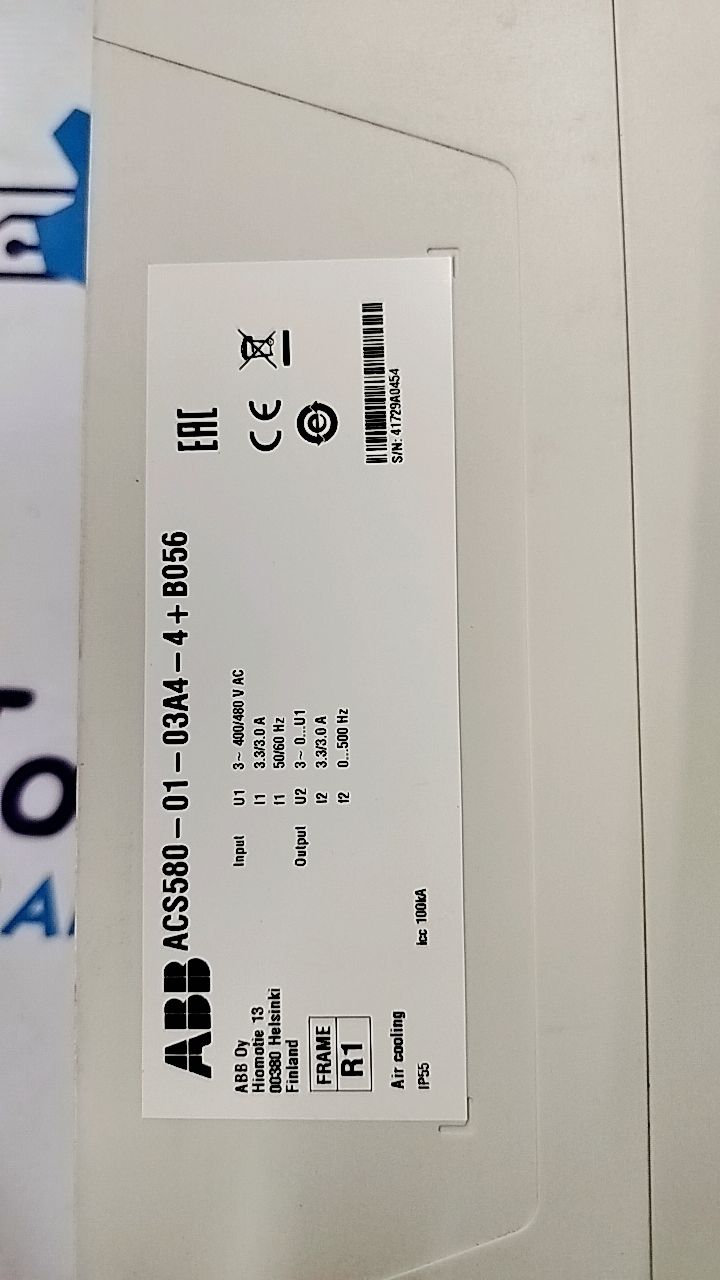 ABB ACS580-01-03A4-4+B056
EAC
CE
ABB Oy
Hiomotie 13
00380 Helsinki
Finland
FRAME
R1
Air cooling
IP55
Icc 100kA
Input U1 3~ 400/480 V AC
I1 3.3/3.0 A
f1 50/60 Hz
Output U2 3~ 0...U1
I2 3.3/3.0 A
f2 0...500 Hz
S/N: 41729A0454